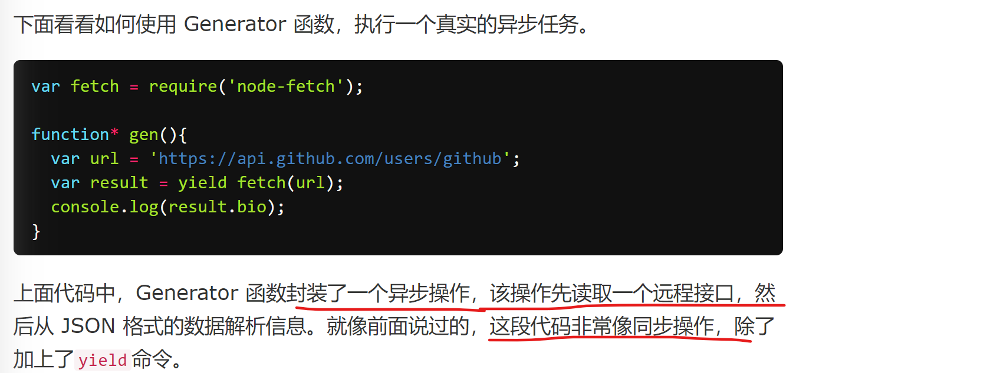 下面看看如何使用 Generator 函数，执行一个真实的异步任务。
var fetch = require('node-fetch');
function* gen(){
  var url = 'https://api.github.com/users/github';
  var result = yield fetch(url);
  console.log(result.bio);
}
上面代码中，Generator 函数封装了一个异步操作，该操作先读取一个远程接口，然
后从 JSON 格式的数据解析信息。就像前面说过的，这段代码非常像同步操作，除了
加上了yield命令。